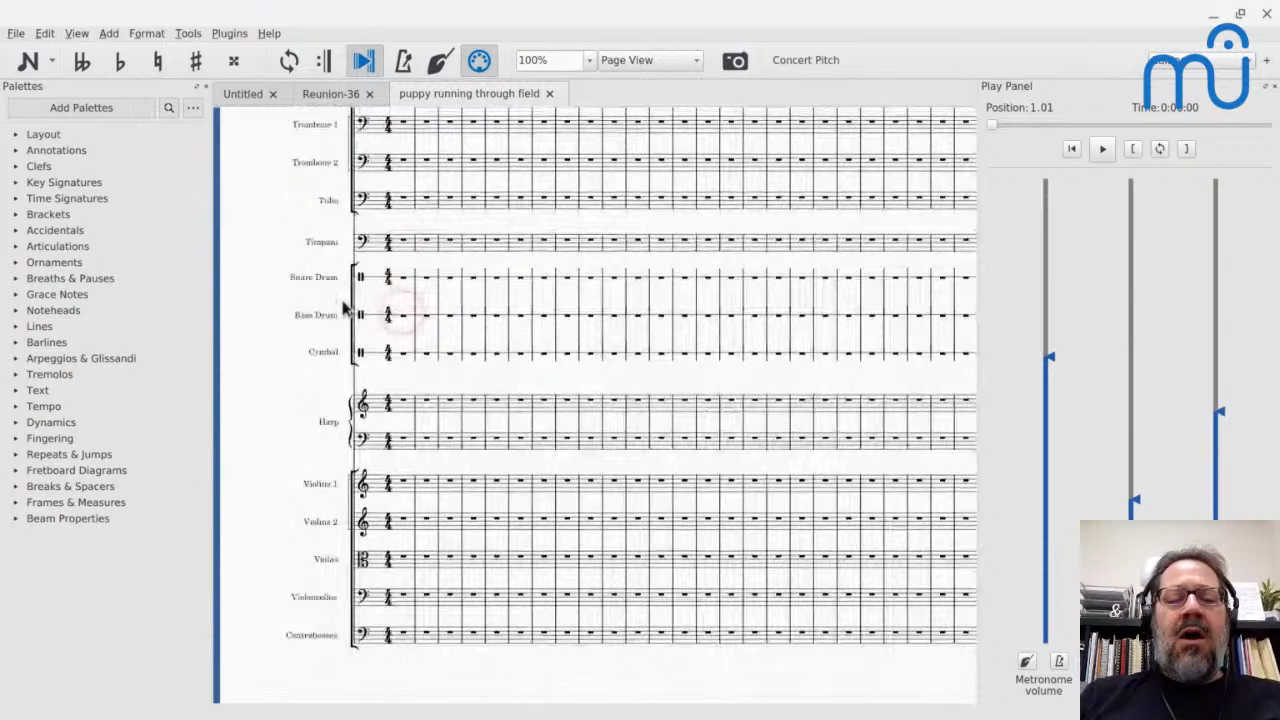 File Edit View Add Format Tools Plugins Help
100% Page View Concert Pitch
Palettes
Untitled Reunion-36 puppy running through field
Play Panel
Add Palettes
Position: 1.01 Time: 0:00:00
Layout
Annotations
Clefs
Key Signatures
Time Signatures
Brackets
Accidentals
Articulations
Ornaments
Breaths & Pauses
Grace Notes
Noteheads
Lines
Barlines
Arpeggios & Glissandi
Tremolos
Text
Tempo
Dynamics
Fingering
Repeats & Jumps
Fretboard Diagrams
Breaks & Spacers
Frames & Measures
Beam Properties
Trombone 1
Trombone 2
Tuba
Timpani
Snare Drum
Bass Drum
Cymbal
Harp
Violins 1
Violins 2
Violas
Violoncellos
Contrabasses
Metronome
volume